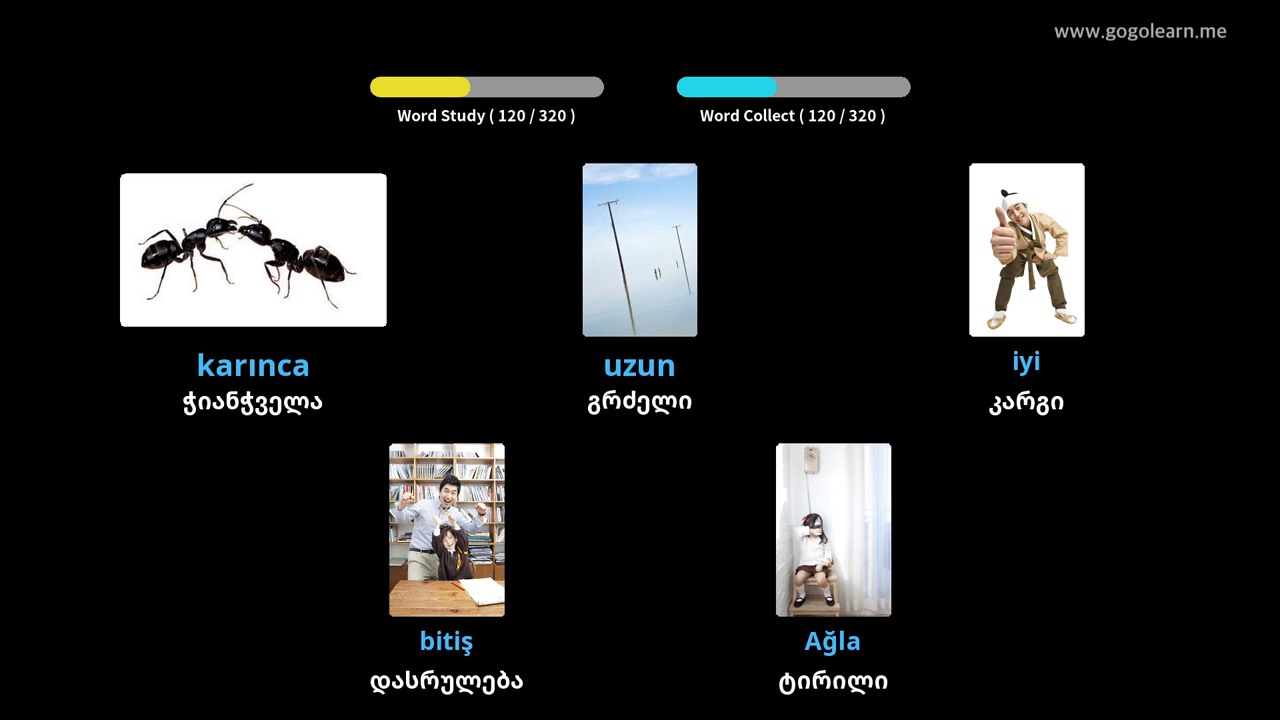 www.gogolearn.me
Word Study ( 120 / 320 )
Word Collect ( 120 / 320 )
karınca
ჭიანჭველა
uzun
გრძელი
iyi
კარგი
bitiş
დასრულება
Ağla
ტირილი